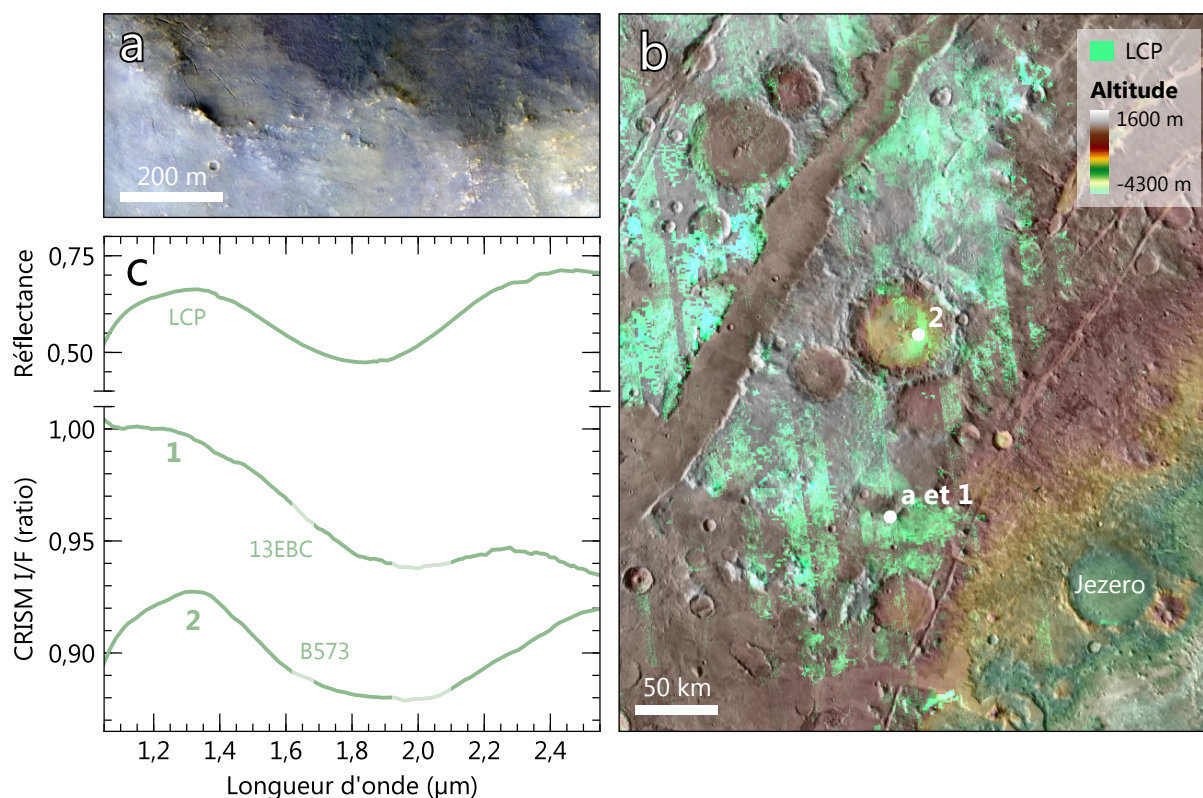 a
200 m
b
LCP
Altitude
1600 m
-4300 m
2
a et 1
Jezero
50 km
c
Réflectance
0,75
0,50
LCP
CRISM I/F (ratio)
1,00
0,95
0,90
1
13EBC
2
B573
1,2 1,4 1,6 1,8 2,0 2,2 2,4
Longueur d'onde (µm)